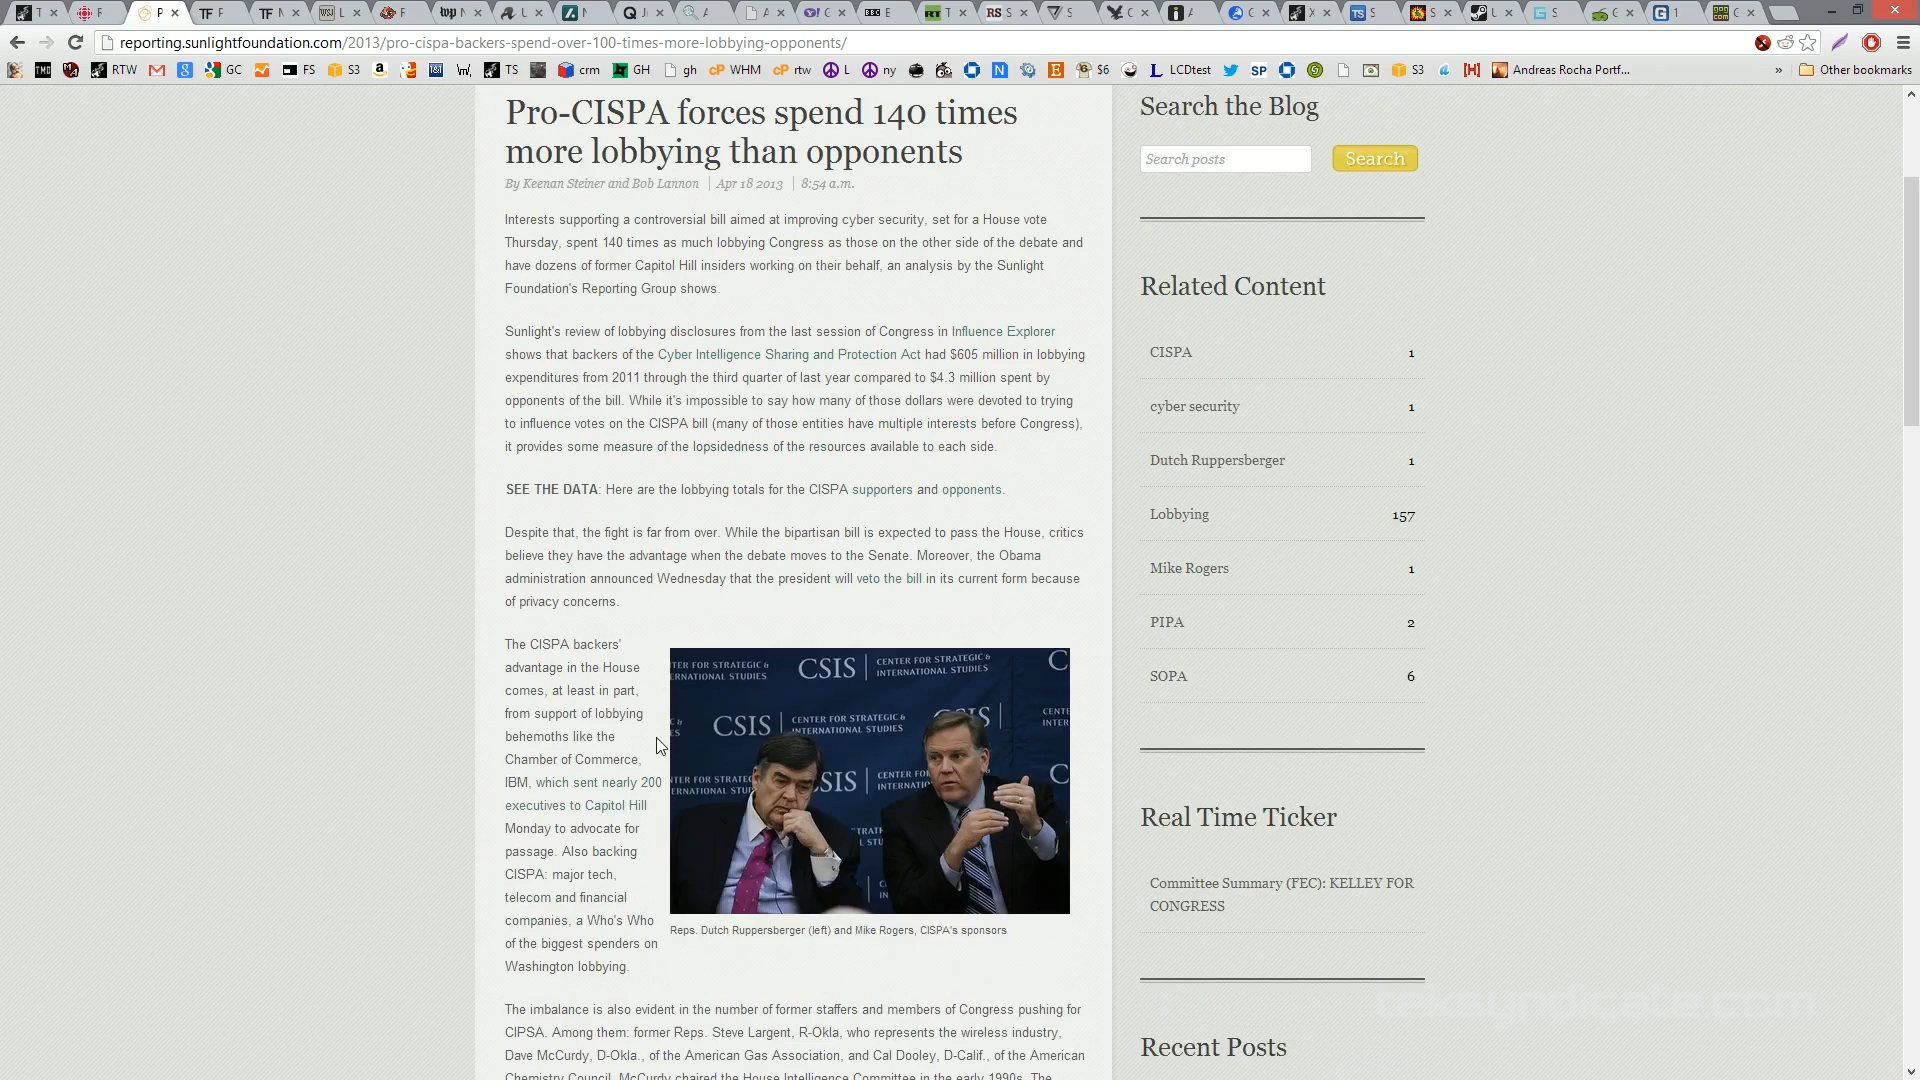 reporting.sunlightfoundation.com/2013/pro-cispa-backers-spend-over-100-times-more-lobbying-opponents/
RTW GC FS S3 TS crm GH gh WHM rtw L ny $6 LCDtest SP S3 Andreas Rocha Portf... » Other bookmarks
Pro-CISPA forces spend 140 times
more lobbying than opponents
By Keenan Steiner and Bob Lannon | Apr 18 2013 | 8:54 a.m.
Interests supporting a controversial bill aimed at improving cyber security, set for a House vote
Thursday, spent 140 times as much lobbying Congress as those on the other side of the debate and
have dozens of former Capitol Hill insiders working on their behalf, an analysis by the Sunlight
Foundation's Reporting Group shows.
Sunlight's review of lobbying disclosures from the last session of Congress in Influence Explorer
shows that backers of the Cyber Intelligence Sharing and Protection Act had $605 million in lobbying
expenditures from 2011 through the third quarter of last year compared to $4.3 million spent by
opponents of the bill. While it's impossible to say how many of those dollars were devoted to trying
to influence votes on the CISPA bill (many of those entities have multiple interests before Congress),
it provides some measure of the lopsidedness of the resources available to each side.
SEE THE DATA: Here are the lobbying totals for the CISPA supporters and opponents.
Despite that, the fight is far from over. While the bipartisan bill is expected to pass the House, critics
believe they have the advantage when the debate moves to the Senate. Moreover, the Obama
administration announced Wednesday that the president will veto the bill in its current form because
of privacy concerns.
The CISPA backers'
advantage in the House
comes, at least in part,
from support of lobbying
behemoths like the
Chamber of Commerce,
IBM, which sent nearly 200
executives to Capitol Hill
Monday to advocate for
passage. Also backing
CISPA: major tech,
telecom and financial
companies, a Who's Who
of the biggest spenders on
Washington lobbying.
CSIS | CENTER FOR STRATEGIC & INTERNATIONAL STUDIES
CSIS | CENTER FOR STRATEGIC & INTERNATIONAL STUDIES
Reps. Dutch Ruppersberger (left) and Mike Rogers, CISPA's sponsors
The imbalance is also evident in the number of former staffers and members of Congress pushing for
CIPSA. Among them: former Reps. Steve Largent, R-Okla, who represents the wireless industry,
Dave McCurdy, D-Okla., of the American Gas Association, and Cal Dooley, D-Calif., of the American
Chemistry Council. McCurdy chaired the House Intelligence Committee in the early 1990s. The
Search the Blog
Search posts
Search
Related Content
CISPA 1
cyber security 1
Dutch Ruppersberger 1
Lobbying 157
Mike Rogers 1
PIPA 2
SOPA 6
Real Time Ticker
Committee Summary (FEC): KELLEY FOR
CONGRESS
Recent Posts